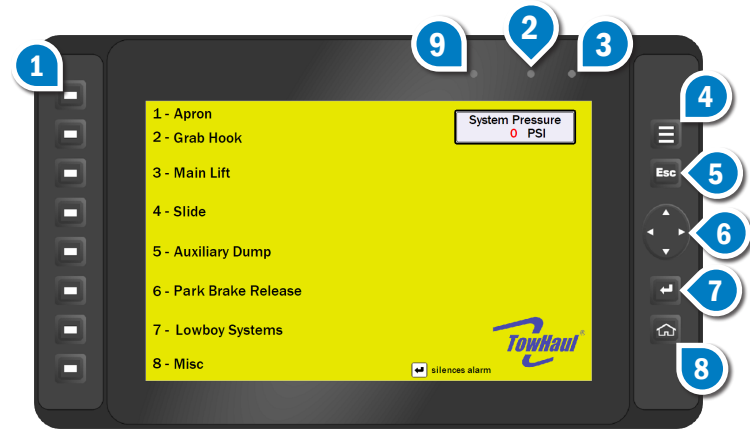 9
2
3
1
1 - Apron
System Pressure
0 PSI
2 - Grab Hook
4
3 - Main Lift
Esc
5
4 - Slide
6
5 - Auxiliary Dump
6 - Park Brake Release
7
7 - Lowboy Systems
TowHaul®
8 - Misc
silences alarm
8